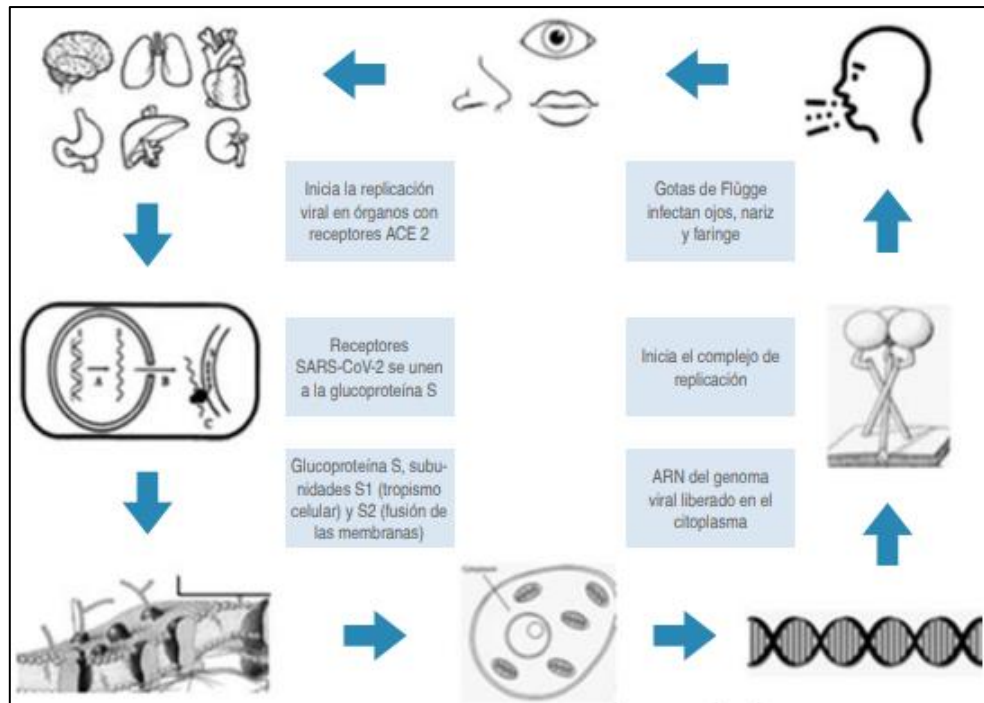 Inicia la replicación
viral en órganos con
receptores ACE 2
Gotas de Flügge
infectan ojos, nariz
y faringe
Receptores
SARS-CoV-2 se unen
a la glucoproteína S
Inicia el complejo de
replicación
Glucoproteína S, subu-
nidades S1 (tropismo
celular) y S2 (fusión de
las membranas)
ARN del genoma
viral liberado en el
citoplasma
A
B
C